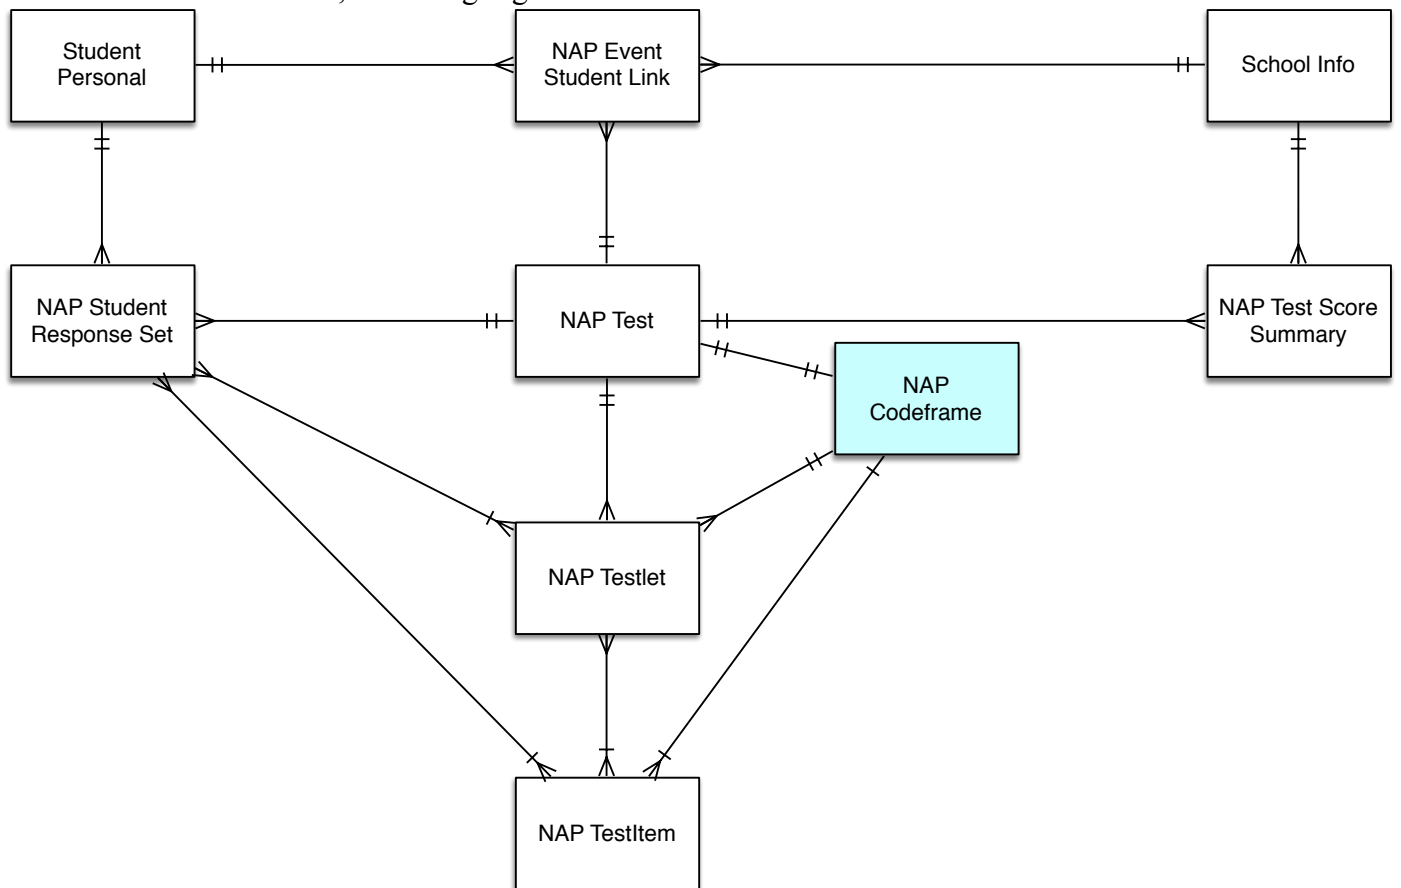 Student
Personal
NAP Event
Student Link
School Info
NAP Student
Response Set
NAP Test
NAP Test Score
Summary
NAP
Codeframe
NAP Testlet
NAP TestItem